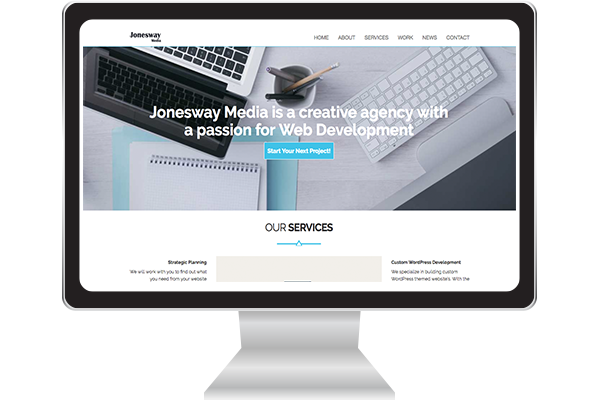 Jonesway
Media
HOME ABOUT SERVICES WORK NEWS CONTACT
Jonesway Media is a creative agency with
a passion for Web Development
Start Your Next Project!
OUR SERVICES
Strategic Planning
We will work with you to find out what
you need from your website
Custom WordPress Development
We specialize in building custom
WordPress themed websites. With the